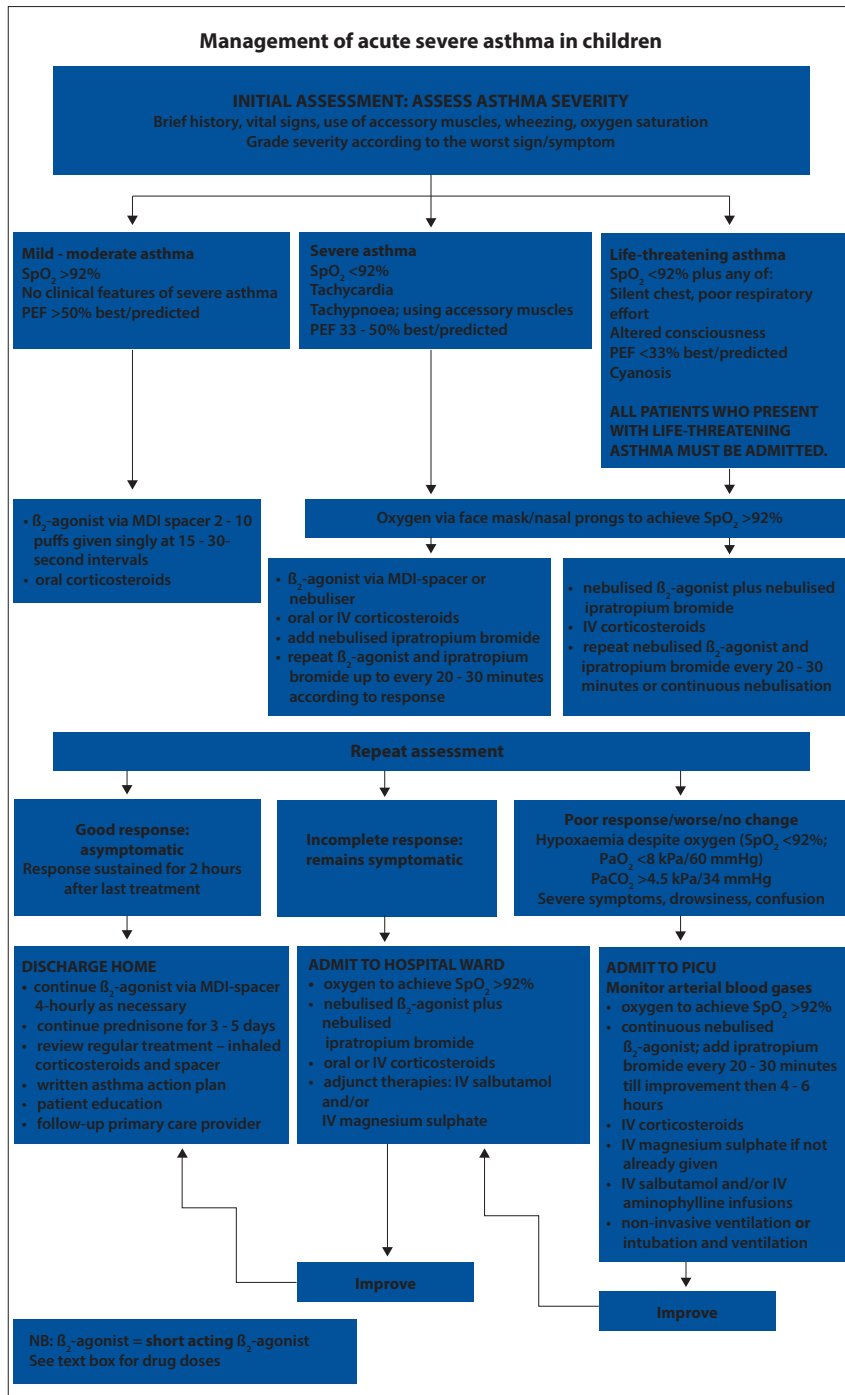 Management of acute severe asthma in children
INITIAL ASSESSMENT: ASSESS ASTHMA SEVERITY
Brief history, vital signs, use of accessory muscles, wheezing, oxygen saturation
Grade severity according to the worst sign/symptom
Mild - moderate asthma
SpO₂ >92%
No clinical features of severe asthma
PEF >50% best/predicted
Severe asthma
SpO₂ <92%
Tachycardia
Tachypnoea; using accessory muscles
PEF 33 - 50% best/predicted
Life-threatening asthma
SpO₂ <92% plus any of:
Silent chest, poor respiratory
effort
Altered consciousness
PEF <33% best/predicted
Cyanosis
ALL PATIENTS WHO PRESENT
WITH LIFE-THREATENING
ASTHMA MUST BE ADMITTED.
• ß₂-agonist via MDI spacer 2 - 10
puffs given singly at 15 - 30-
second intervals
• oral corticosteroids
Oxygen via face mask/nasal prongs to achieve SpO₂ >92%
• ß₂-agonist via MDI-spacer or
nebuliser
• oral or IV corticosteroids
• add nebulised ipratropium bromide
• repeat ß₂-agonist and ipratropium
bromide up to every 20 - 30 minutes
according to response
• nebulised ß₂-agonist plus nebulised
ipratropium bromide
• IV corticosteroids
• repeat nebulised ß₂-agonist and
ipratropium bromide every 20 - 30
minutes or continuous nebulisation
Repeat assessment
Good response:
asymptomatic
Response sustained for 2 hours
after last treatment
Incomplete response:
remains symptomatic
Poor response/worse/no change
Hypoxaemia despite oxygen (SpO₂ <92%;
PaO₂ <8 kPa/60 mmHg)
PaCO₂ >4.5 kPa/34 mmHg
Severe symptoms, drowsiness, confusion
DISCHARGE HOME
• continue ß₂-agonist via MDI-spacer
4-hourly as necessary
• continue prednisone for 3 - 5 days
• review regular treatment – inhaled
corticosteroids and spacer
• written asthma action plan
• patient education
• follow-up primary care provider
ADMIT TO HOSPITAL WARD
• oxygen to achieve SpO₂ >92%
• nebulised ß₂-agonist plus
nebulised
ipratropium bromide
• oral or IV corticosteroids
• adjunct therapies: IV salbutamol
and/or
IV magnesium sulphate
ADMIT TO PICU
Monitor arterial blood gases
• oxygen to achieve SpO₂ >92%
• continuous nebulised
ß₂-agonist; add ipratropium
bromide every 20 - 30 minutes
till improvement then 4 - 6
hours
• IV corticosteroids
• IV magnesium sulphate if not
already given
• IV salbutamol and/or IV
aminophylline infusions
• non-invasive ventilation or
intubation and ventilation
Improve
Improve
NB: ß₂-agonist = short acting ß₂-agonist
See text box for drug doses